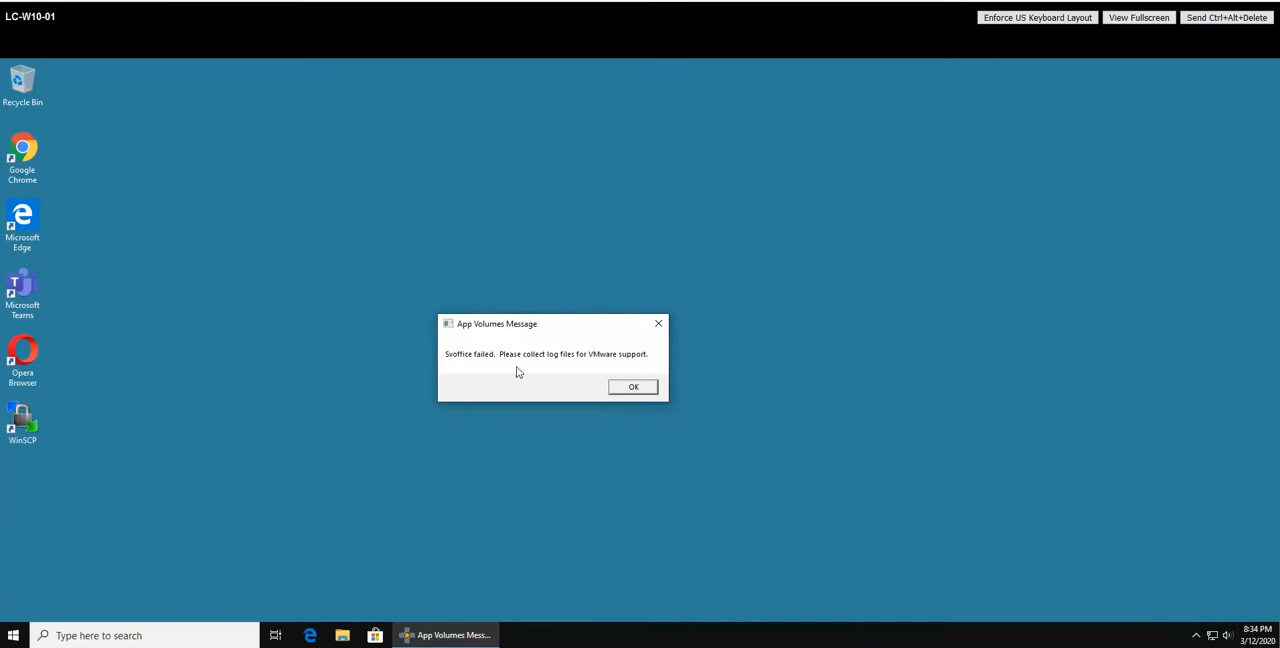 LC-W10-01
Enforce US Keyboard Layout
View Fullscreen
Send Ctrl+Alt+Delete
Recycle Bin
Google
Chrome
Microsoft
Edge
Microsoft
Teams
Opera
Browser
WinSCP
App Volumes Message
Svoffice failed.  Please collect log files for VMware support.
OK
Type here to search
App Volumes Mess...
8:34 PM
3/12/2020